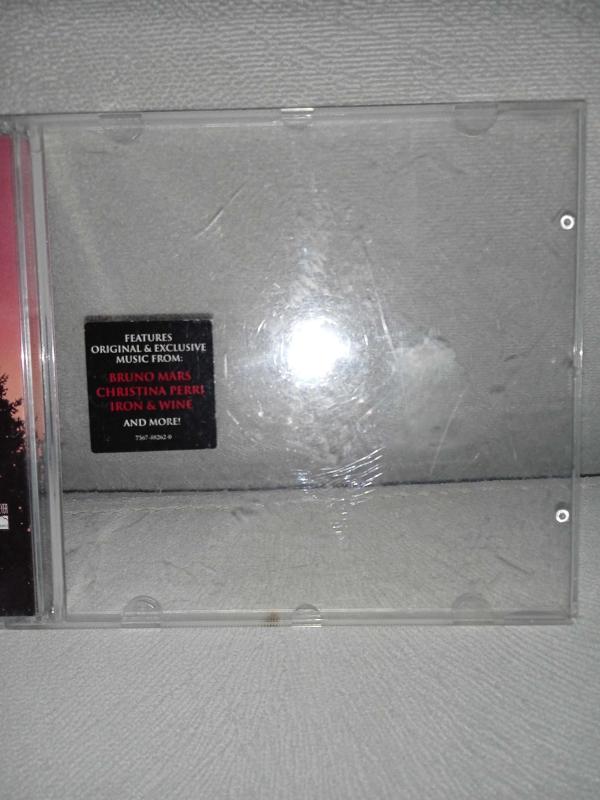 FEATURES
ORIGINAL & EXCLUSIVE
MUSIC FROM:
BRUNO MARS
CHRISTINA PERRI
IRON & WINE
AND MORE!
7567-88262-0